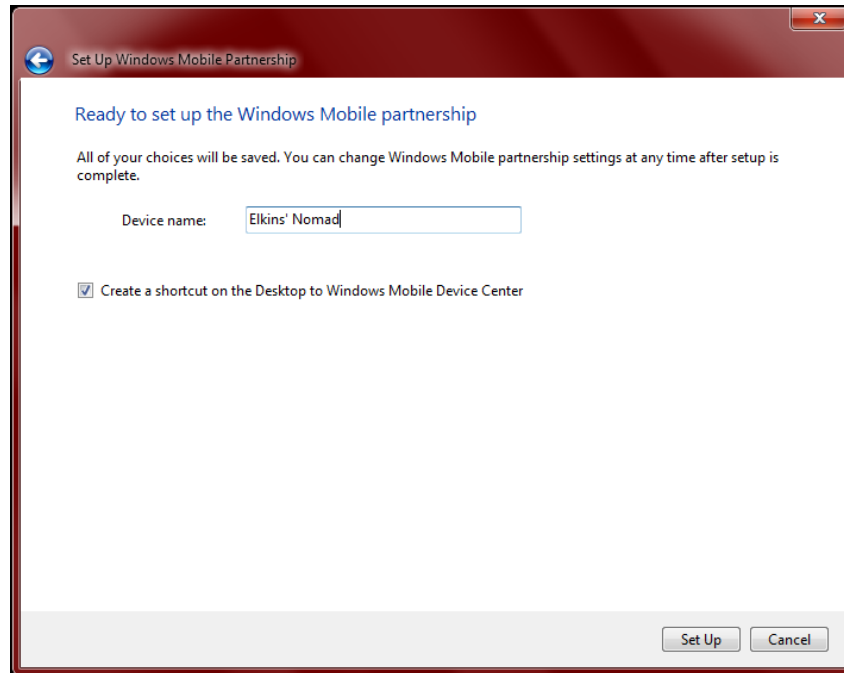 Set Up Windows Mobile Partnership
Ready to set up the Windows Mobile partnership
All of your choices will be saved. You can change Windows Mobile partnership settings at any time after setup is
complete.
Device name: Elkins' Nomad
Create a shortcut on the Desktop to Windows Mobile Device Center
Set Up Cancel